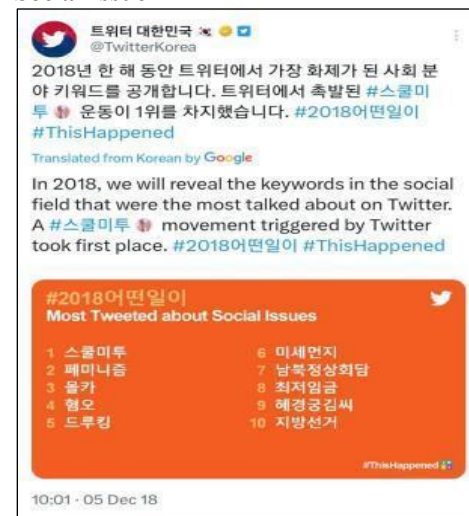 트위터 대한민국
@TwitterKorea
2018년 한 해 동안 트위터에서 가장 화제가 된 사회 분
야 키워드를 공개합니다. 트위터에서 촉발된 #스쿨미
투 운동이 1위를 차지했습니다. #2018어떤일이
#ThisHappened
Translated from Korean by Google
In 2018, we will reveal the keywords in the social
field that were the most talked about on Twitter.
A #스쿨미투 movement triggered by Twitter
took first place. #2018어떤일이 #ThisHappened
#2018어떤일이
Most Tweeted about Social Issues
1 스쿨미투
2 페미니즘
3 몰카
4 혐오
5 드루킹
6 미세먼지
7 남북정상회담
8 최저임금
9 혜경궁김씨
10 지방선거
#ThisHappened
10:01 · 05 Dec 18